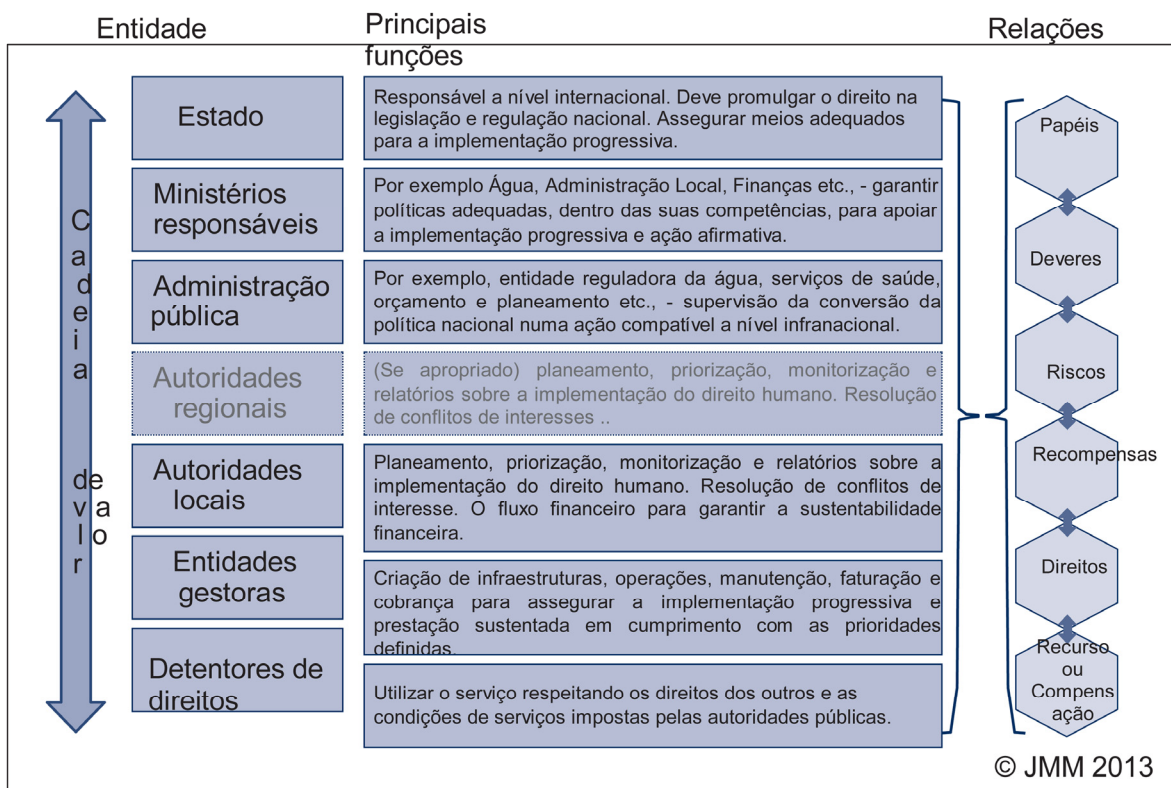 Entidade
Principais
funções
Relações
Cadeia de valor
Estado
Responsável a nível internacional. Deve promulgar o direito na
legislação e regulação nacional. Assegurar meios adequados
para a implementação progressiva.
Ministérios
responsáveis
Por exemplo Água, Administração Local, Finanças etc., - garantir
políticas adequadas, dentro das suas competências, para apoiar
a implementação progressiva e ação afirmativa.
Administração
pública
Por exemplo, entidade reguladora da água, serviços de saúde,
orçamento e planeamento etc., - supervisão da conversão da
política nacional numa ação compatível a nível infranacional.
Autoridades
regionais
(Se apropriado) planeamento, priorização, monitorização e
relatórios sobre a implementação do direito humano. Resolução
de conflitos de interesses ..
Autoridades
locais
Planeamento, priorização, monitorização e relatórios sobre a
implementação do direito humano. Resolução de conflitos de
interesse. O fluxo financeiro para garantir a sustentabilidade
financeira.
Entidades
gestoras
Criação de infraestruturas, operações, manutenção, faturação e
cobrança para assegurar a implementação progressiva e
prestação sustentada em cumprimento com as prioridades
definidas.
Detentores de
direitos
Utilizar o serviço respeitando os direitos dos outros e as
condições de serviços impostas pelas autoridades públicas.
Papéis
Deveres
Riscos
Recompensas
Direitos
Recurso
ou
Compens
ação
© JMM 2013